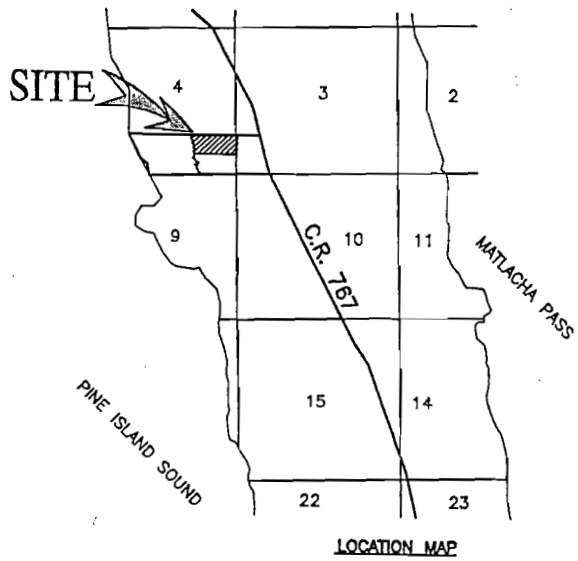 SITE
4
3
2
9
10
11
C.R. 767
MATLACHA PASS
15
14
PINE ISLAND SOUND
22
23
LOCATION MAP